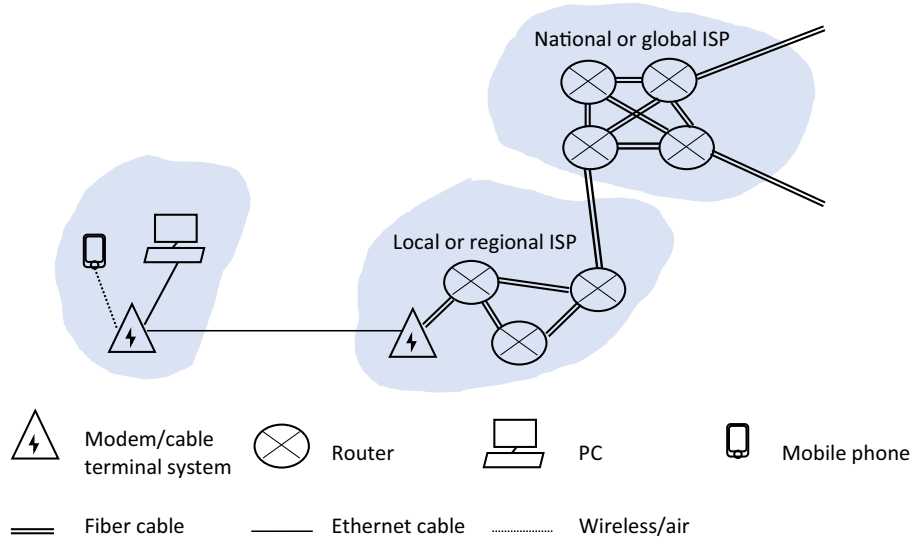 National or global ISP
Local or regional ISP
Modem/cable
terminal system
Router
PC
Mobile phone
Fiber cable
Ethernet cable
Wireless/air